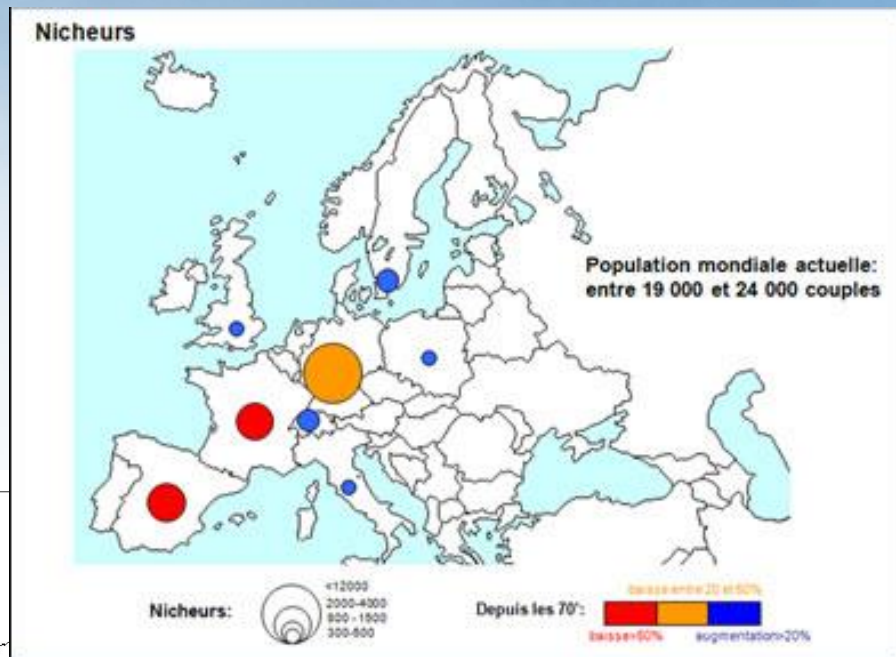 Nicheurs
Population mondiale actuelle:
entre 19 000 et 24 000 couples
Nicheurs:
<12000
2000-4000
800 - 1500
300-500
Depuis les 70':
baisse entre 20 et 50%
baisse>50%
augmentation>20%